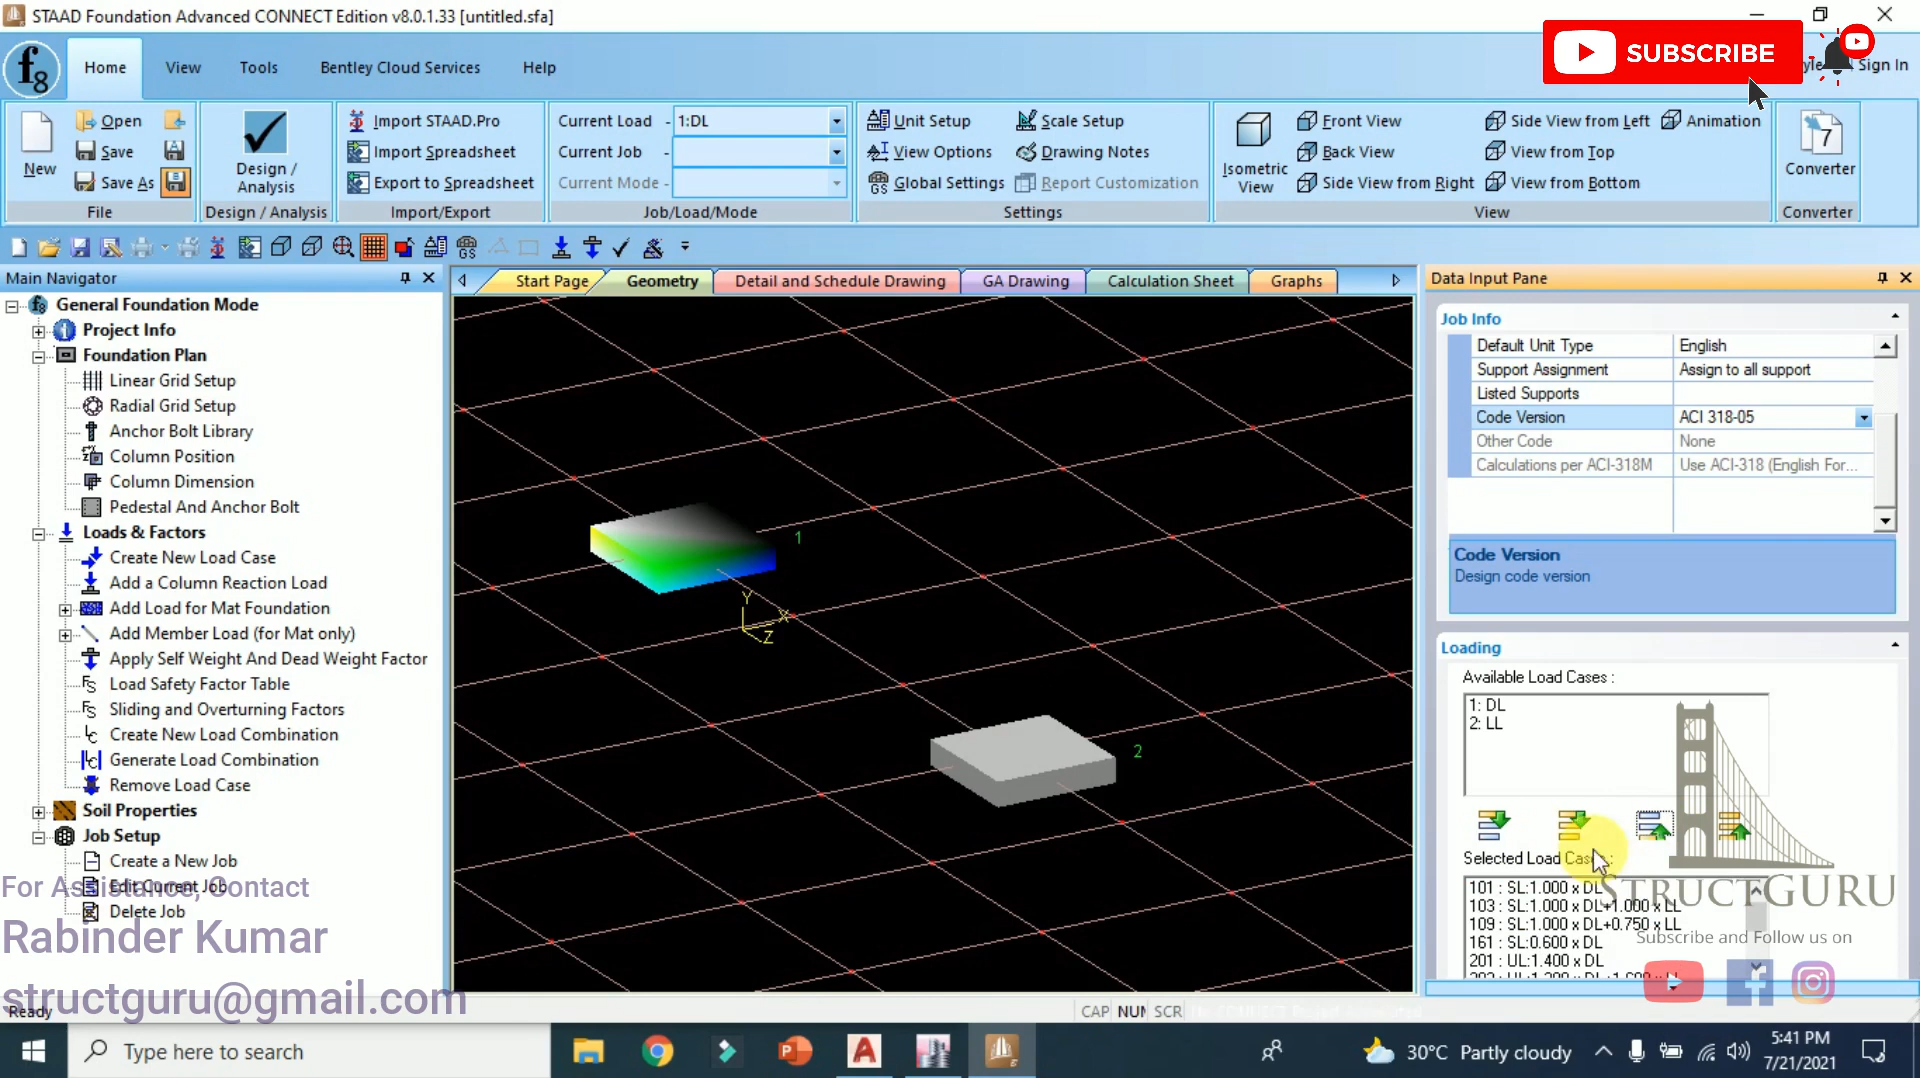 STAAD Foundation Advanced CONNECT Edition v8.0.1.33 [untitled.sfa]
SUBSCRIBE
Home View Tools Bentley Cloud Services Help
Sign In
New
Open
Save
Save As
File
Design / Analysis
Design / Analysis
Import STAAD.Pro
Import Spreadsheet
Export to Spreadsheet
Import/Export
Current Load - 1:DL
Current Job -
Current Mode -
Job/Load/Mode
Unit Setup
View Options
Global Settings
Scale Setup
Drawing Notes
Report Customization
Settings
Isometric View
Front View
Back View
Side View from Right
Side View from Left
View from Top
View from Bottom
Animation
View
7
Converter
Converter
Main Navigator
General Foundation Mode
Project Info
Foundation Plan
Linear Grid Setup
Radial Grid Setup
Anchor Bolt Library
Column Position
Column Dimension
Pedestal And Anchor Bolt
Loads & Factors
Create New Load Case
Add a Column Reaction Load
Add Load for Mat Foundation
Add Member Load (for Mat only)
Apply Self Weight And Dead Weight Factor
Load Safety Factor Table
Sliding and Overturning Factors
Create New Load Combination
Generate Load Combination
Remove Load Case
Soil Properties
Job Setup
Create a New Job
Edit Current Job
Delete Job
For Assistance, Contact
Rabinder Kumar
structguru@gmail.com
Ready
Start Page Geometry Detail and Schedule Drawing GA Drawing Calculation Sheet Graphs
1
Y
X
Z
2
Data Input Pane
Job Info
Default Unit Type English
Support Assignment Assign to all support
Listed Supports
Code Version ACI 318-05
Other Code None
Calculations per ACI-318M Use ACI-318 (English For...
Code Version
Design code version
Loading
Available Load Cases :
1: DL
2: LL
Selected Load Cases :
101 : SL:1.000 x DL
103 : SL:1.000 x DL+1.000 x LL
109 : SL:1.000 x DL+0.750 x LL
161 : SL:0.600 x DL
201 : UL:1.400 x DL
STRUCTGURU
Subscribe and Follow us on
CAP NUM SCR
Type here to search
30°C Partly cloudy
5:41 PM
7/21/2021